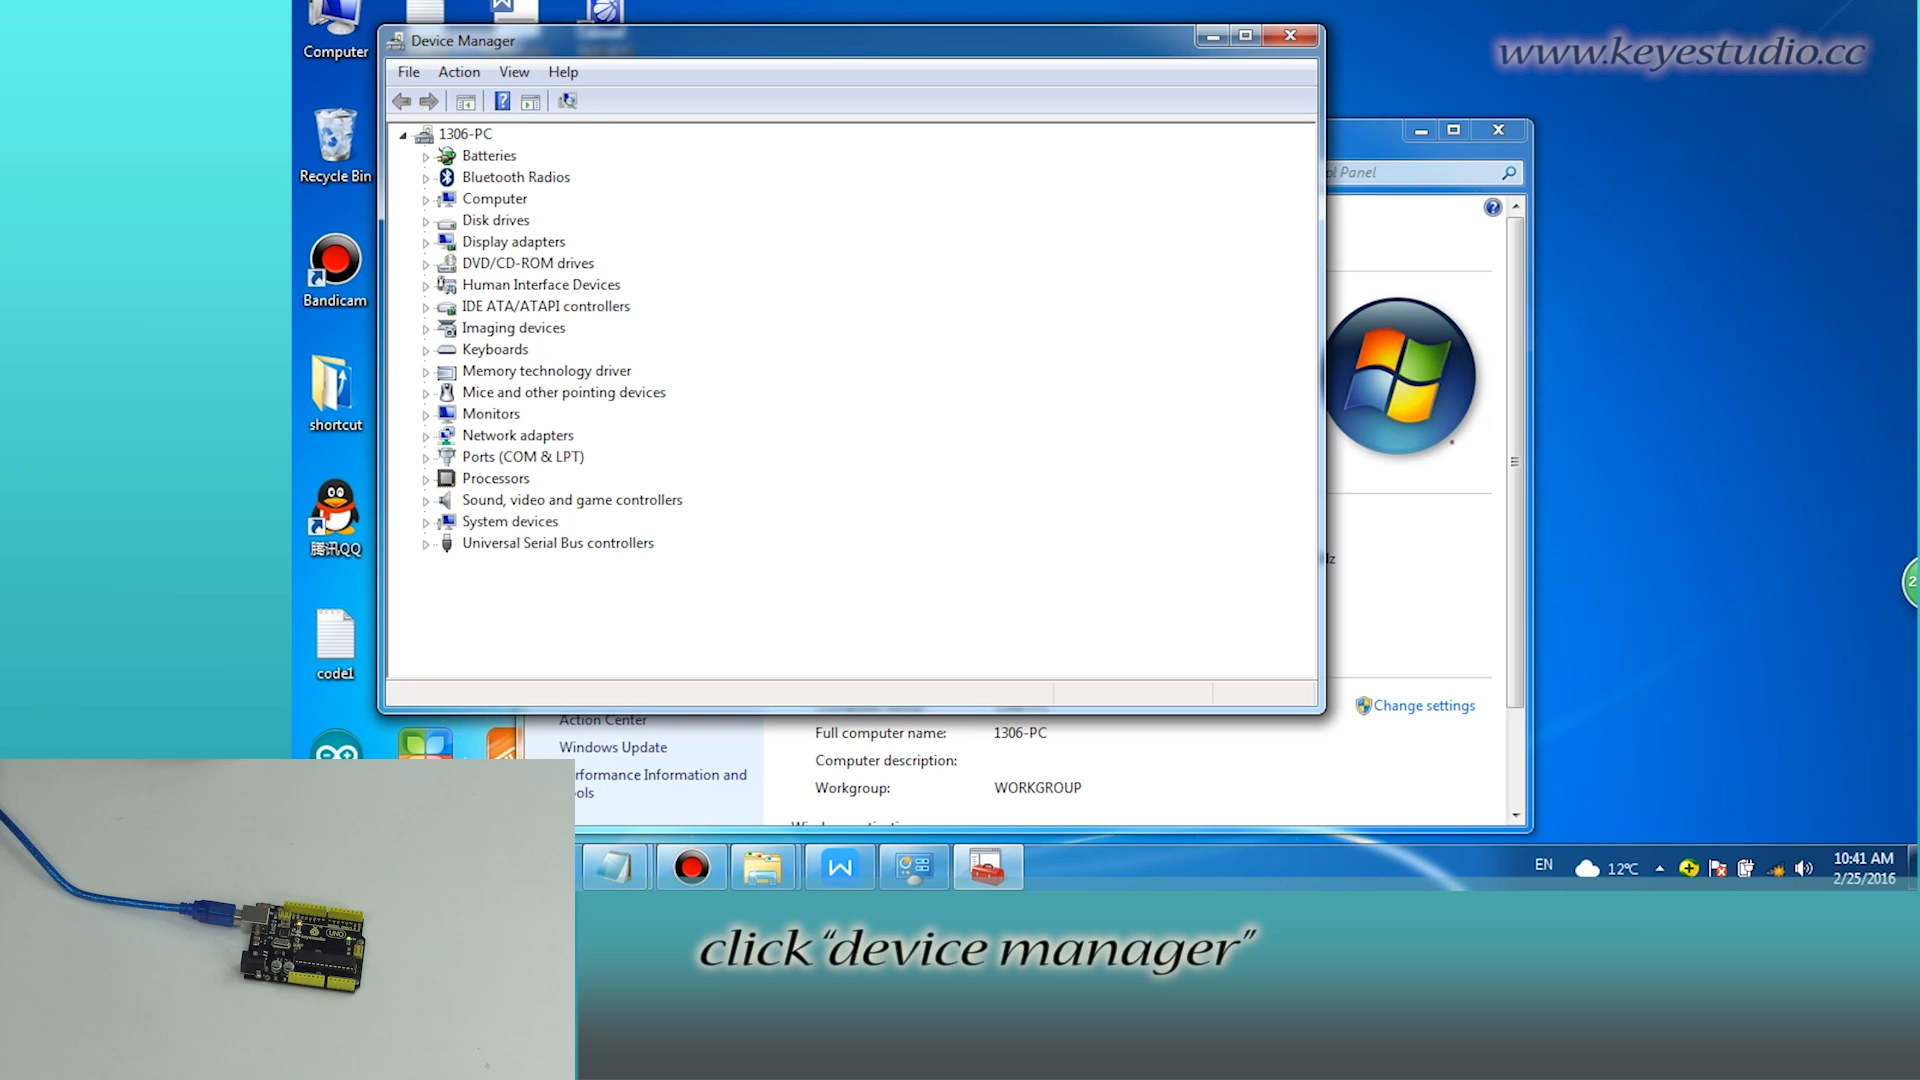 www.keyestudio.cc
Computer
Recycle Bin
Bandicam
shortcut
腾讯QQ
code1
Device Manager
File Action View Help
1306-PC
Batteries
Bluetooth Radios
Computer
Disk drives
Display adapters
DVD/CD-ROM drives
Human Interface Devices
IDE ATA/ATAPI controllers
Imaging devices
Keyboards
Memory technology driver
Mice and other pointing devices
Monitors
Network adapters
Ports (COM & LPT)
Processors
Sound, video and game controllers
System devices
Universal Serial Bus controllers
ol Panel
lz
Change settings
Action Center
Windows Update
rformance Information and
ols
Full computer name: 1306-PC
Computer description:
Workgroup: WORKGROUP
2
EN
12℃
10:41 AM
2/25/2016
UNO
click “device manager”